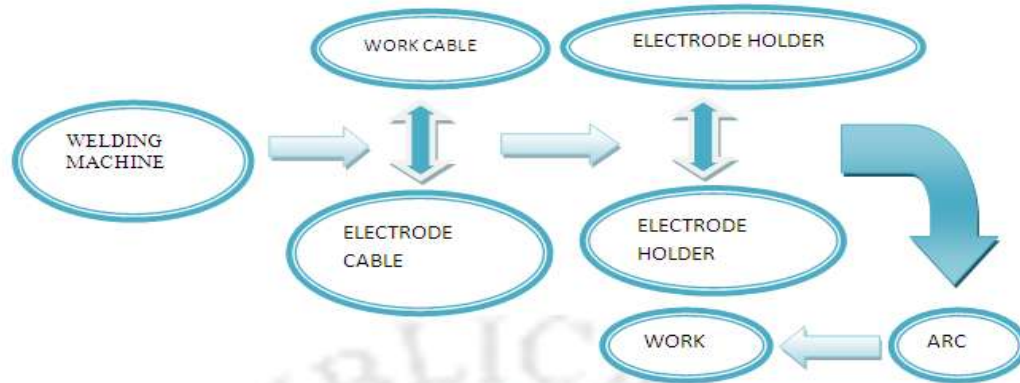 WORK CABLE
ELECTRODE HOLDER
WELDING
MACHINE
ELECTRODE
CABLE
ELECTRODE
HOLDER
WORK
ARC